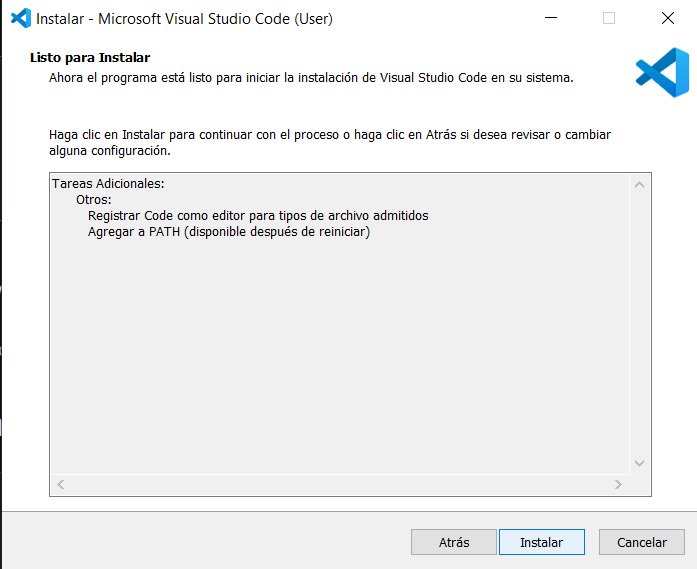 Instalar - Microsoft Visual Studio Code (User)
Listo para Instalar
Ahora el programa está listo para iniciar la instalación de Visual Studio Code en su sistema.
Haga clic en Instalar para continuar con el proceso o haga clic en Atrás si desea revisar o cambiar
alguna configuración.
Tareas Adicionales:
Otros:
Registrar Code como editor para tipos de archivo admitidos
Agregar a PATH (disponible después de reiniciar)
Atrás
Instalar
Cancelar